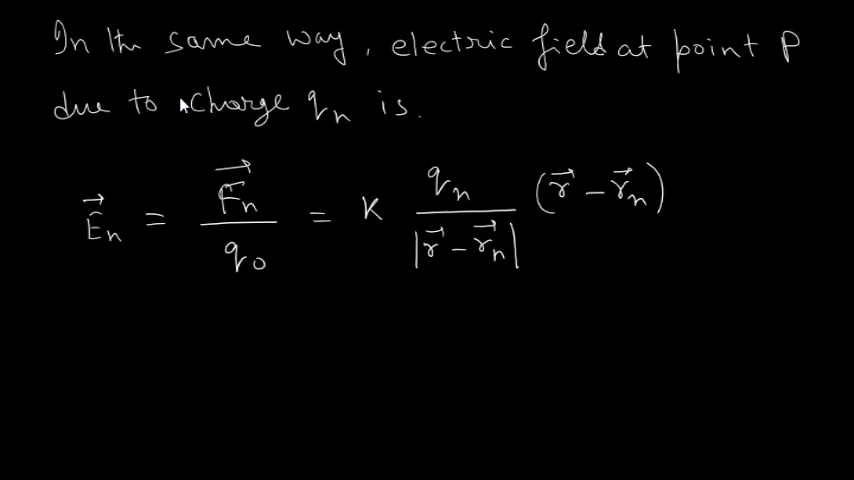 In the same way, electric field at point P
due to charge qₙ is.
E⃗ₙ = F⃗ₙ / q₀ = K qₙ / |r⃗ − r⃗ₙ| (r⃗ − r⃗ₙ)